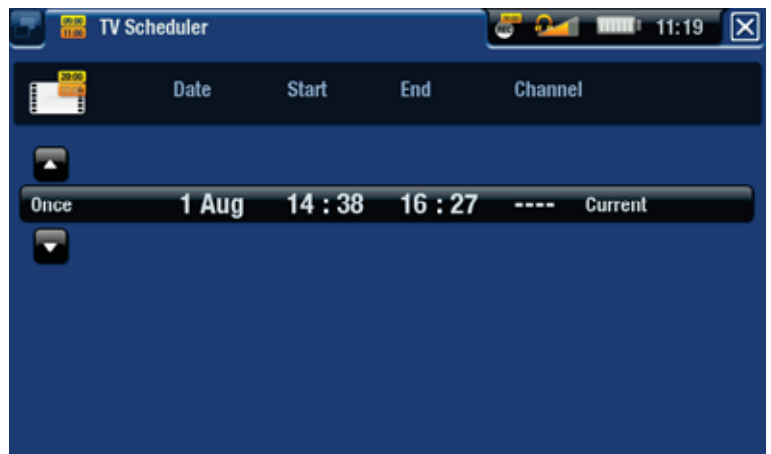 TV Scheduler 11:19
Date Start End Channel
Once 1 Aug 14 : 38 16 : 27 ---- Current